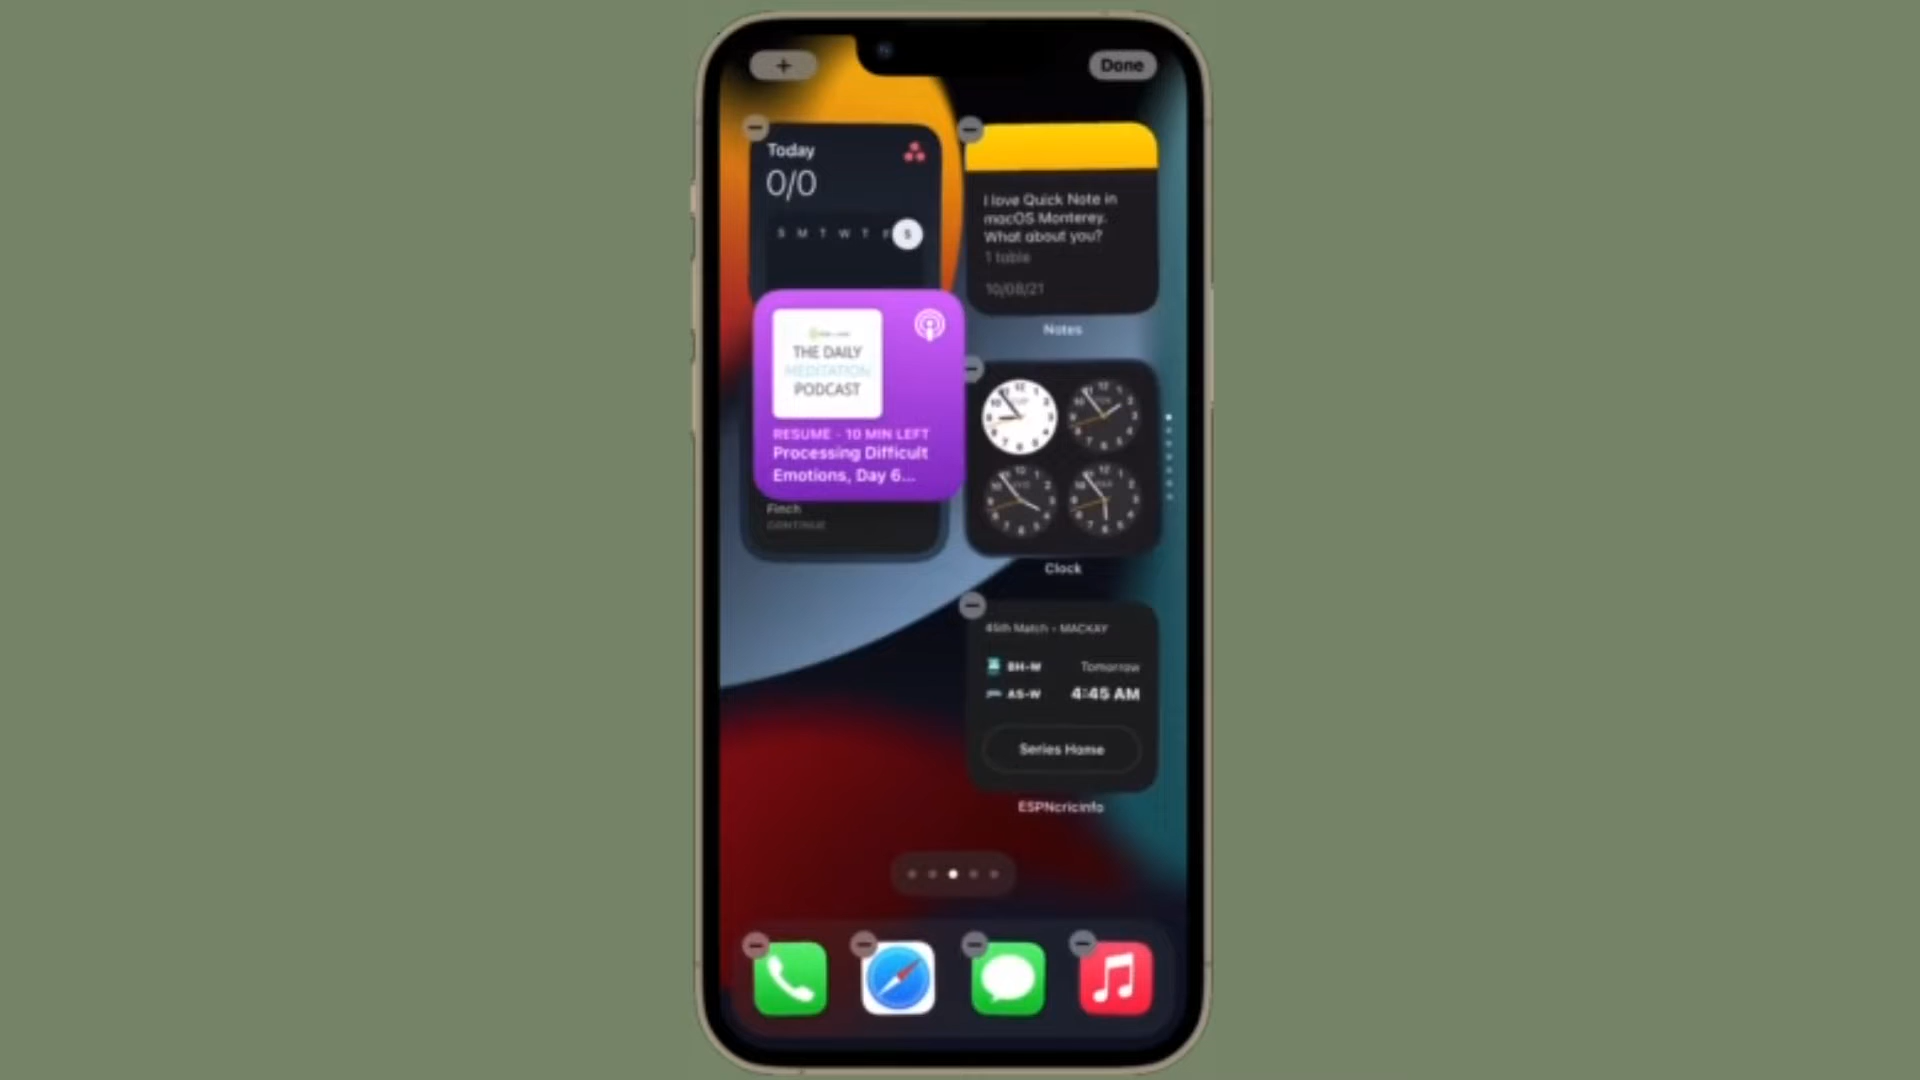 +
Done
Today
0/0
S M T W T F S
I love Quick Note in
macOS Monterey.
What about you?
1 table
10/08/21
Notes
THE DAILY
MEDITATION
PODCAST
RESUME - 10 MIN LEFT
Processing Difficult
Emotions, Day 6...
Finch
CONTINUE
Clock
45th Match • MACKAY
BH-W Tomorrow
AS-W 4:45 AM
Series Home
ESPNcricinfo